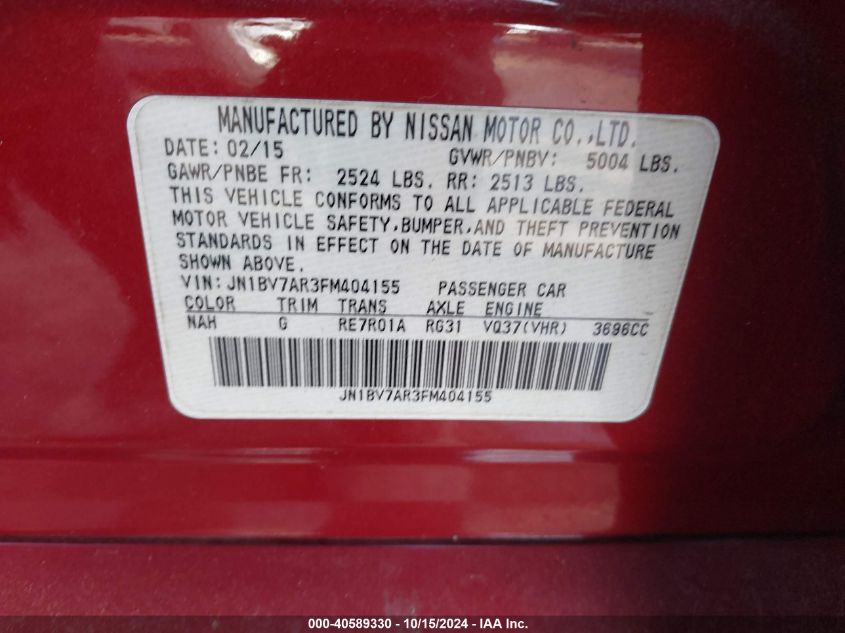 MANUFACTURED BY NISSAN MOTOR CO.,LTD.
DATE: 02/15 GVWR/PNBV: 5004 LBS.
GAWR/PNBE FR: 2524 LBS. RR: 2513 LBS.
THIS VEHICLE CONFORMS TO ALL APPLICABLE FEDERAL
MOTOR VEHICLE SAFETY,BUMPER,AND THEFT PREVENTION
STANDARDS IN EFFECT ON THE DATE OF MANUFACTURE
SHOWN ABOVE.
VIN:JN1BV7AR3FM404155 PASSENGER CAR
COLOR TRIM TRANS AXLE ENGINE
NAH G RE7R01A RG31 VQ37(VHR) 3696CC
JN1BV7AR3FM404155
000-40589330 - 10/15/2024 - IAA Inc.